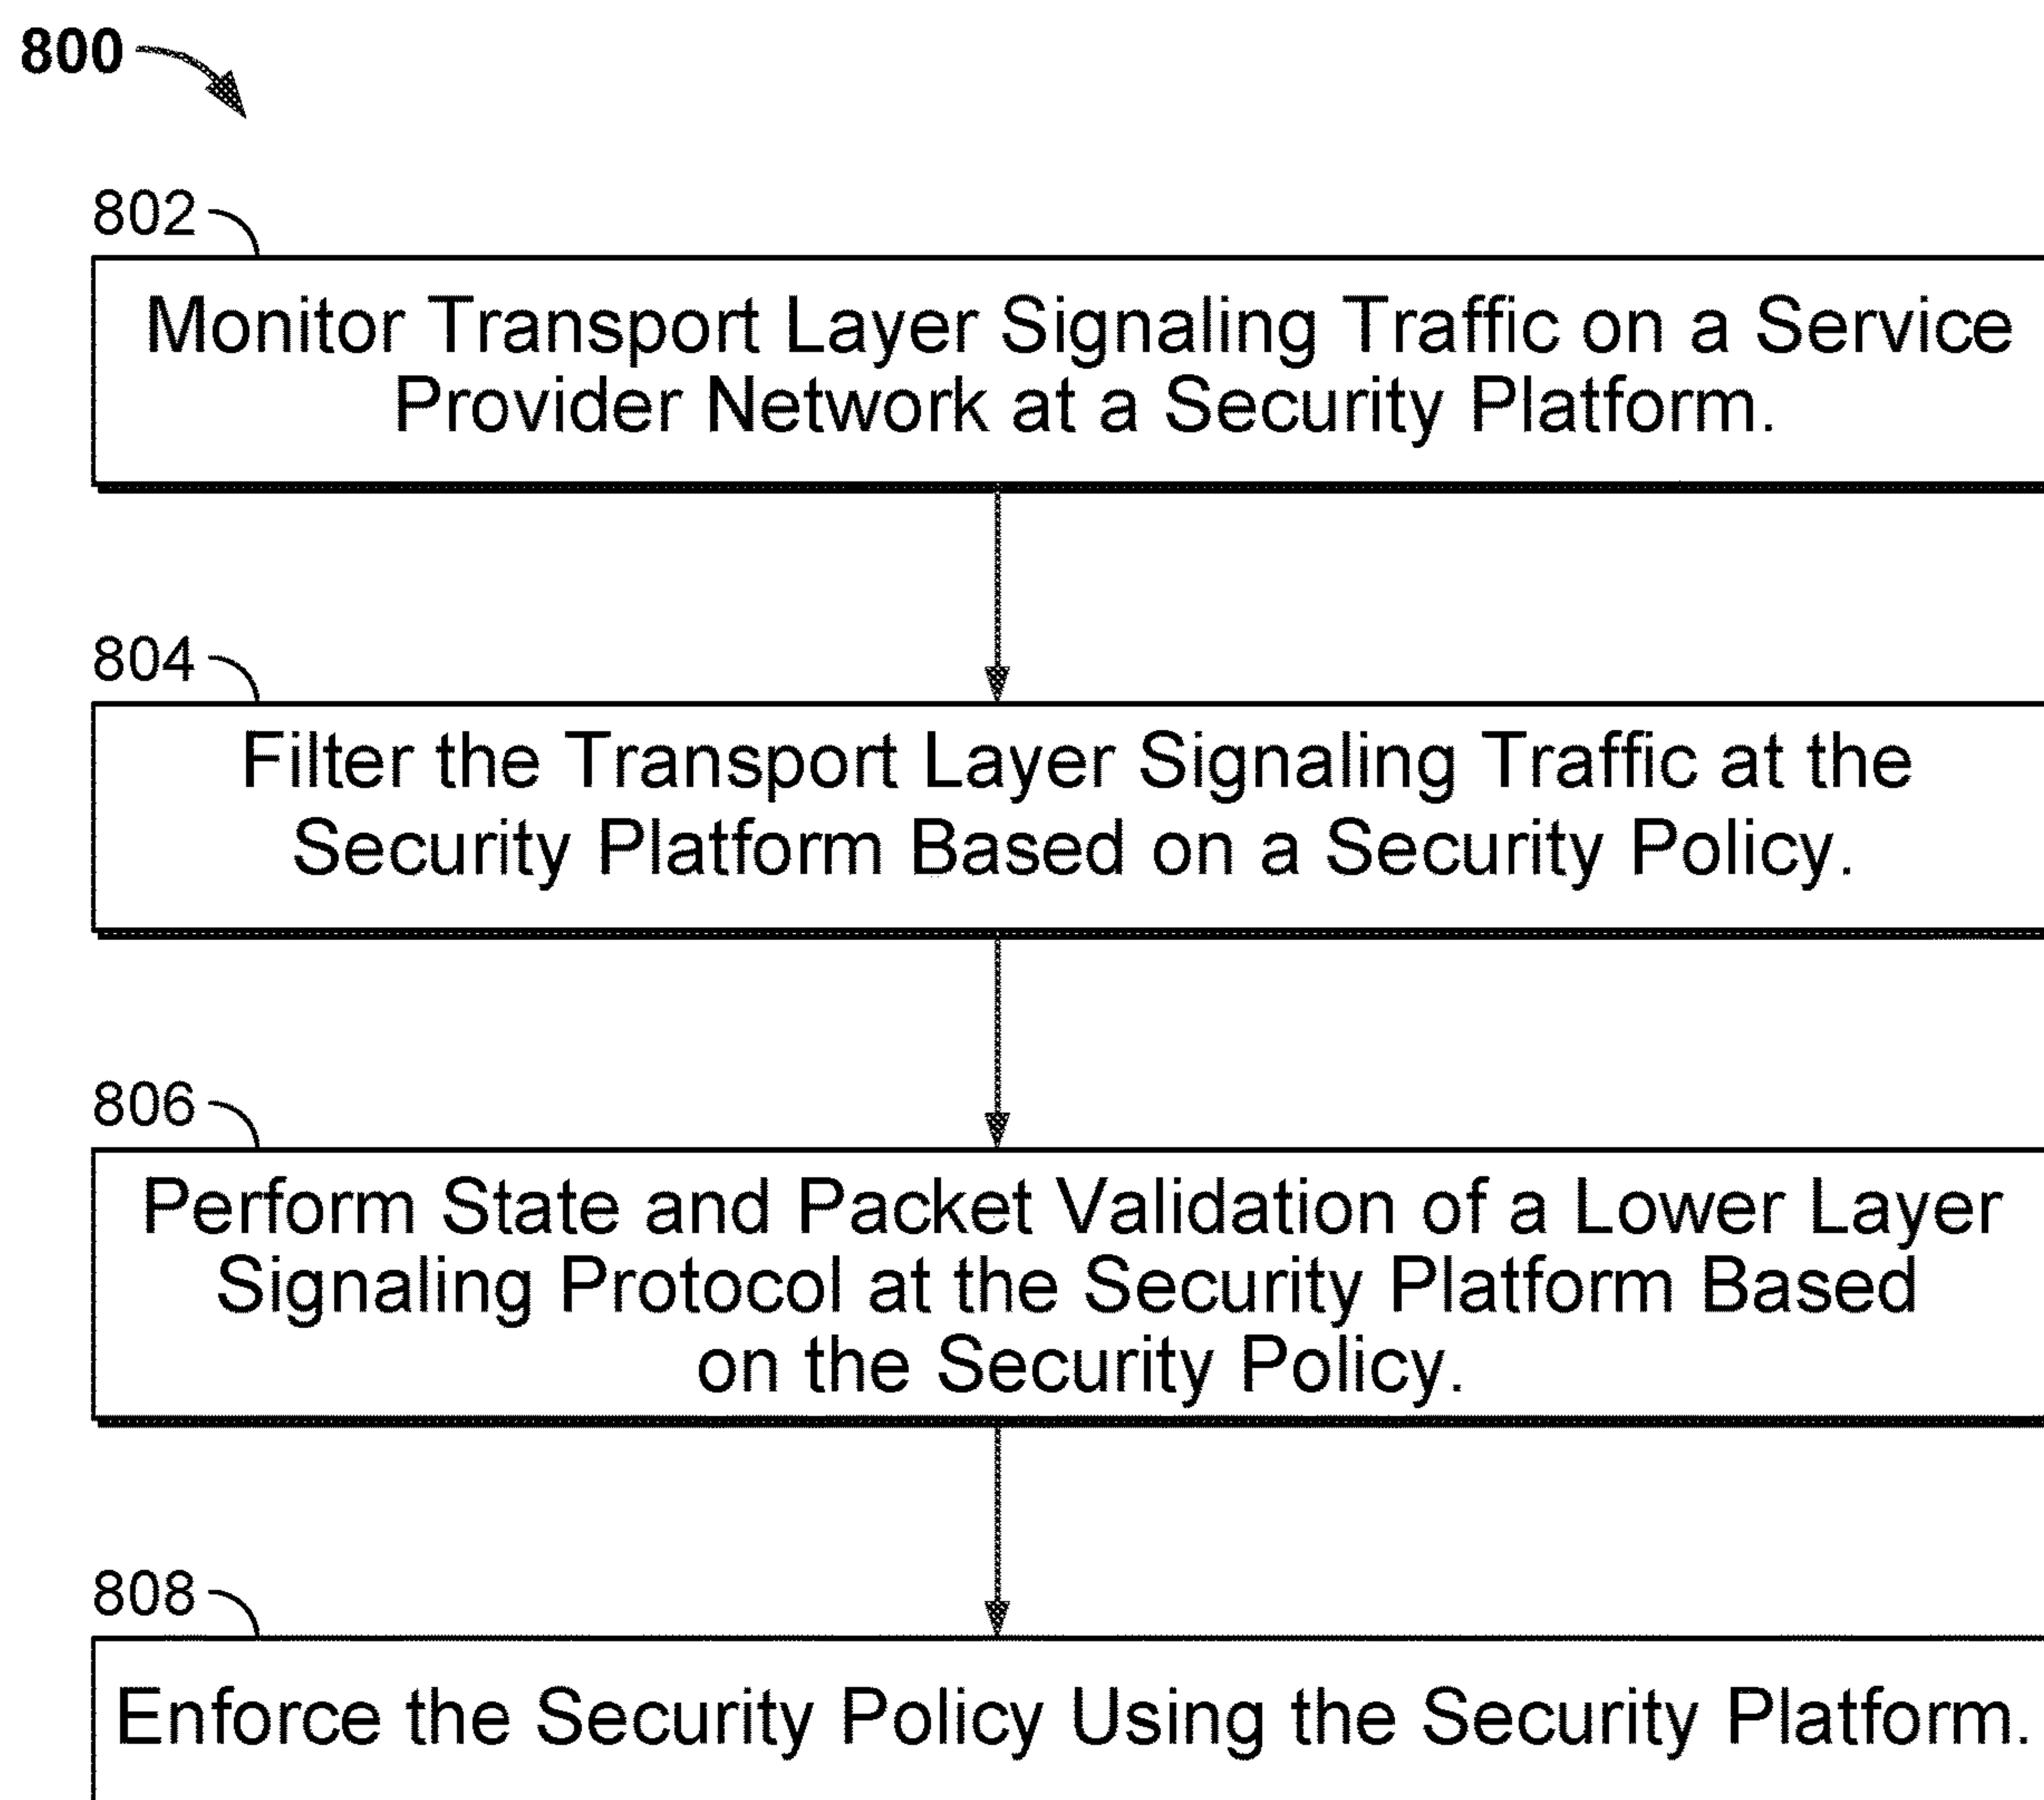 800
802
Monitor Transport Layer Signaling Traffic on a Service
Provider Network at a Security Platform.
804
Filter the Transport Layer Signaling Traffic at the
Security Platform Based on a Security Policy.
806
Perform State and Packet Validation of a Lower Layer
Signaling Protocol at the Security Platform Based
on the Security Policy.
808
Enforce the Security Policy Using the Security Platform.